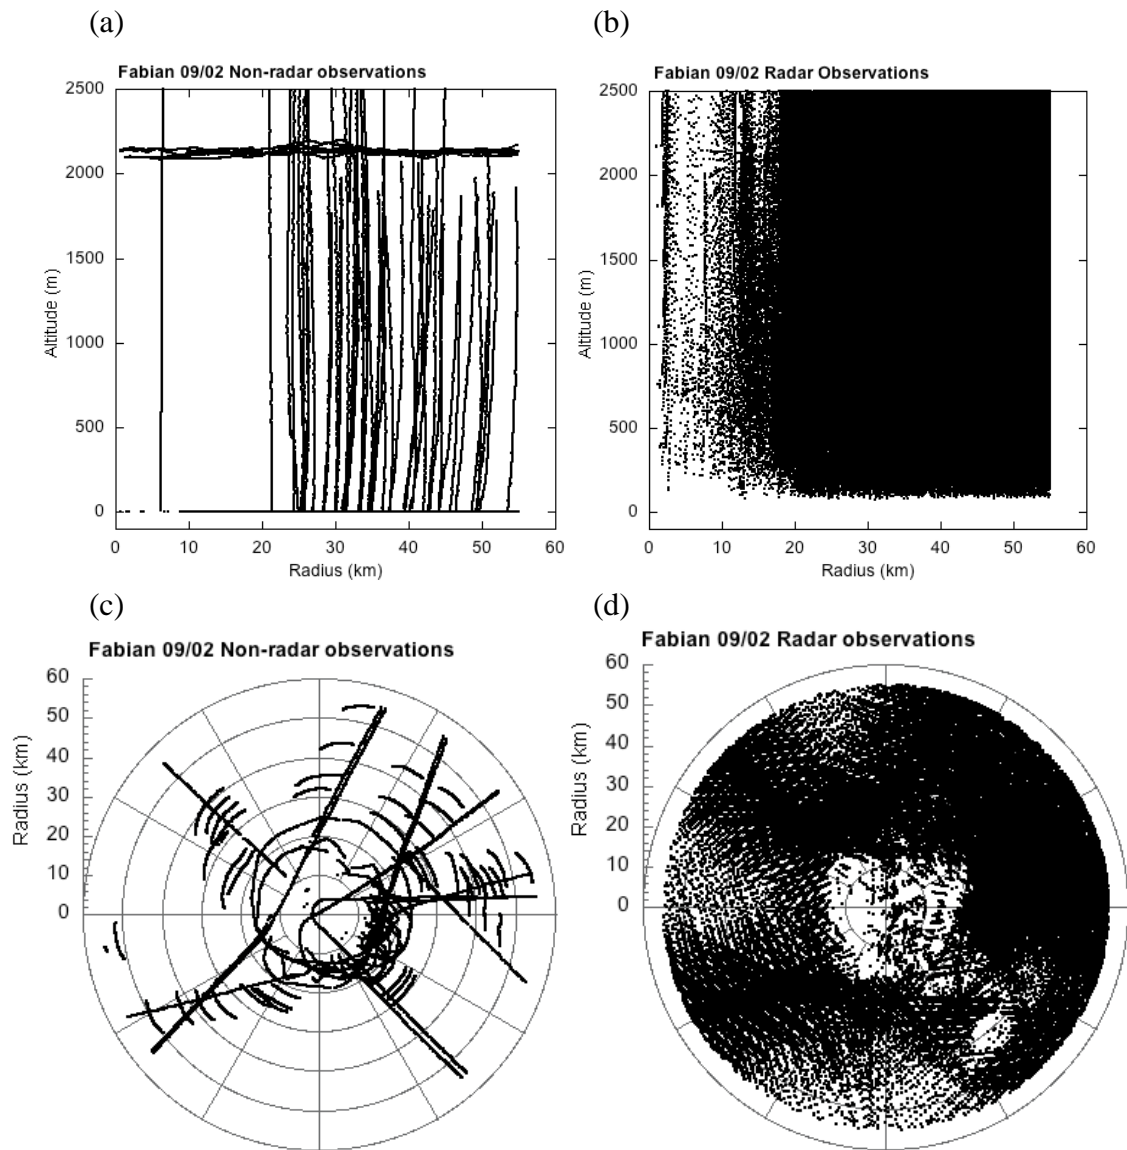 (a)
(b)
Fabian 09/02 Non-radar observations
Fabian 09/02 Radar Observations
2500
2000
1500
1000
500
0
Altitude (m)
0 10 20 30 40 50 60
Radius (km)
2500
2000
1500
1000
500
0
Altitude (m)
0 10 20 30 40 50 60
Radius (km)
(c)
(d)
Fabian 09/02 Non-radar observations
Fabian 09/02 Radar observations
60
50
40
30
20
10
0
Radius (km)
60
50
40
30
20
10
0
Radius (km)